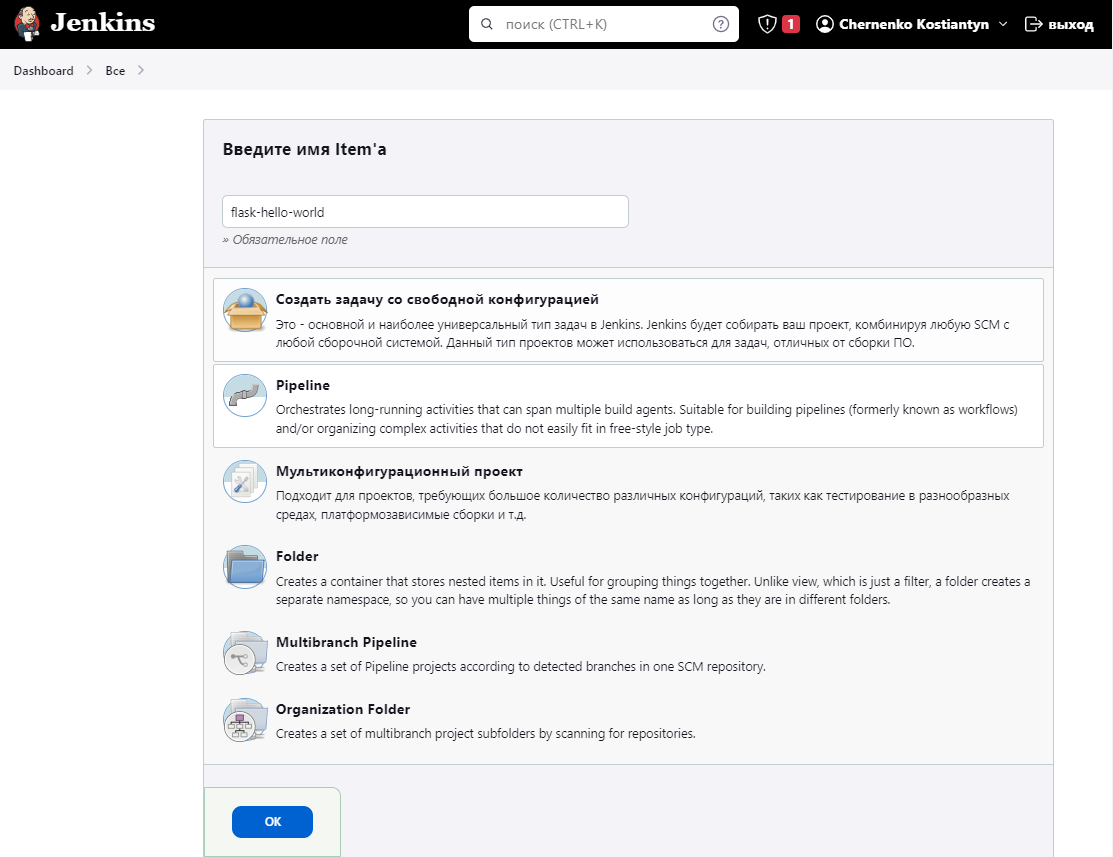 Jenkins
поиск (CTRL+K)
1
Chernenko Kostiantyn
выход
Dashboard
Все
Введите имя Item'a
flask-hello-world
» Обязательное поле
Создать задачу со свободной конфигурацией
Это - основной и наиболее универсальный тип задач в Jenkins. Jenkins будет собирать ваш проект, комбинируя любую SCM с
любой сборочной системой. Данный тип проектов может использоваться для задач, отличных от сборки ПО.
Pipeline
Orchestrates long-running activities that can span multiple build agents. Suitable for building pipelines (formerly known as workflows)
and/or organizing complex activities that do not easily fit in free-style job type.
Мультиконфигурационный проект
Подходит для проектов, требующих большое количество различных конфигураций, таких как тестирование в разнообразных
средах, платформозависимые сборки и т.д.
Folder
Creates a container that stores nested items in it. Useful for grouping things together. Unlike view, which is just a filter, a folder creates a
separate namespace, so you can have multiple things of the same name as long as they are in different folders.
Multibranch Pipeline
Creates a set of Pipeline projects according to detected branches in one SCM repository.
Organization Folder
Creates a set of multibranch project subfolders by scanning for repositories.
OK